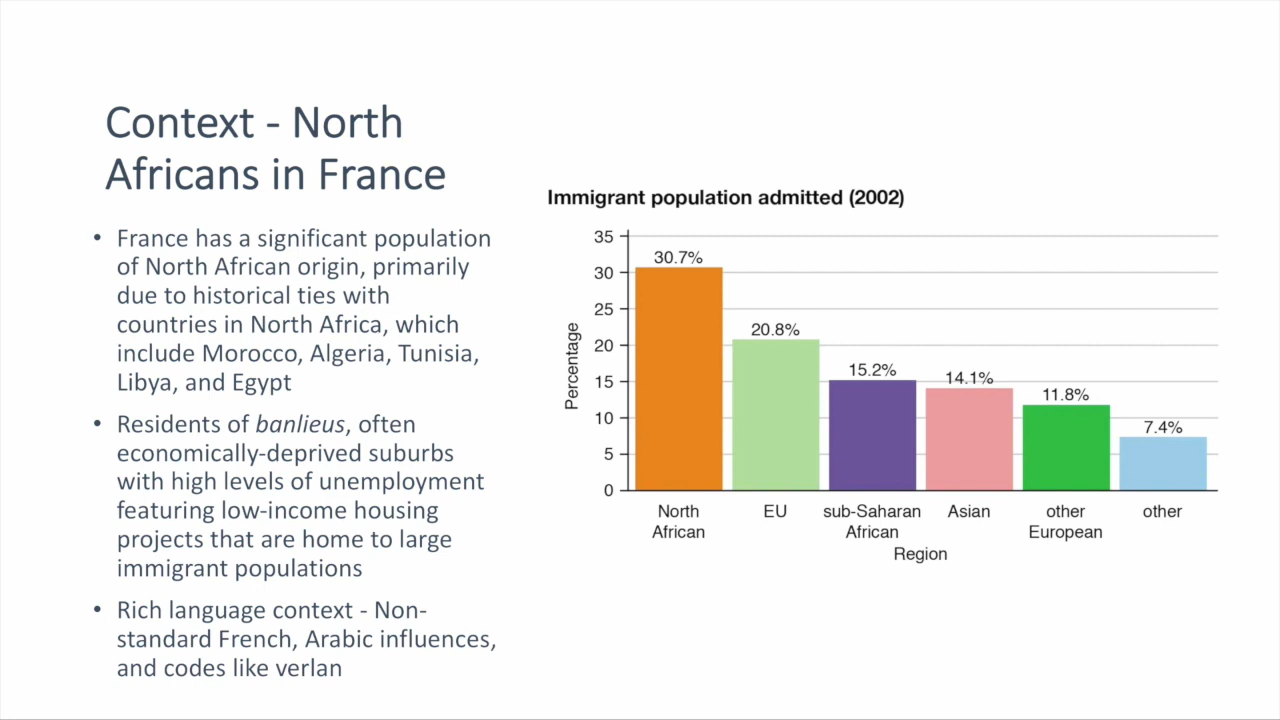 Context - North
Africans in France
• France has a significant population
of North African origin, primarily
due to historical ties with
countries in North Africa, which
include Morocco, Algeria, Tunisia,
Libya, and Egypt
• Residents of banlieus, often
economically-deprived suburbs
with high levels of unemployment
featuring low-income housing
projects that are home to large
immigrant populations
• Rich language context - Non-
standard French, Arabic influences,
and codes like verlan
Immigrant population admitted (2002)
Percentage
35
30
25
20
15
10
5
0
30.7%
20.8%
15.2%
14.1%
11.8%
7.4%
North
African
EU
sub-Saharan
African
Asian
other
European
other
Region